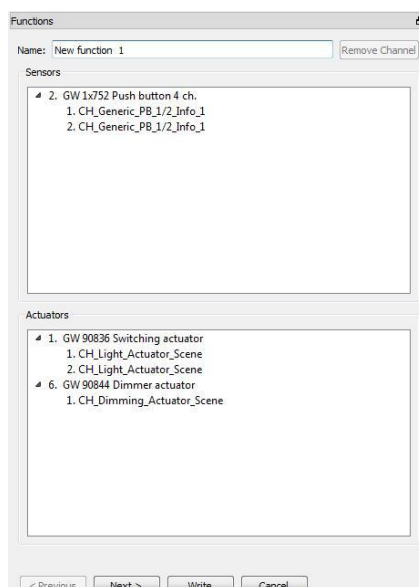 Functions
Name: New function 1 Remove Channel
Sensors
2. GW 1x752 Push button 4 ch.
1. CH_Generic_PB_1/2_Info_1
2. CH_Generic_PB_1/2_Info_1
Actuators
1. GW 90836 Switching actuator
1. CH_Light_Actuator_Scene
2. CH_Light_Actuator_Scene
6. GW 90844 Dimmer actuator
1. CH_Dimming_Actuator_Scene
< Previous Next > Write Cancel